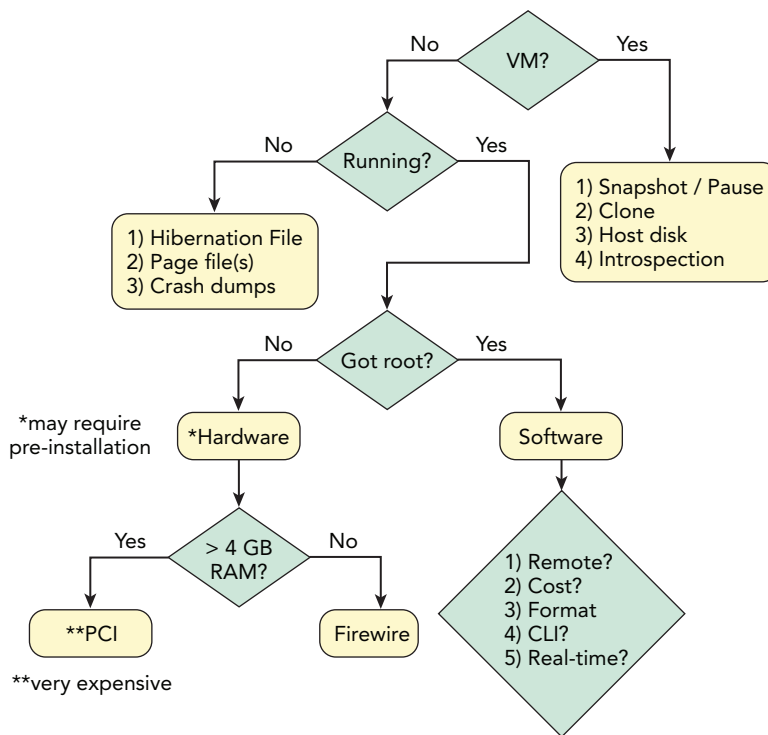 VM?
No
Yes
Running?
No
Yes
1) Snapshot / Pause
2) Clone
3) Host disk
4) Introspection
1) Hibernation File
2) Page file(s)
3) Crash dumps
Got root?
No
Yes
*may require
pre-installation
*Hardware
Software
> 4 GB
RAM?
Yes
No
**PCI
Firewire
**very expensive
1) Remote?
2) Cost?
3) Format
4) CLI?
5) Real-time?